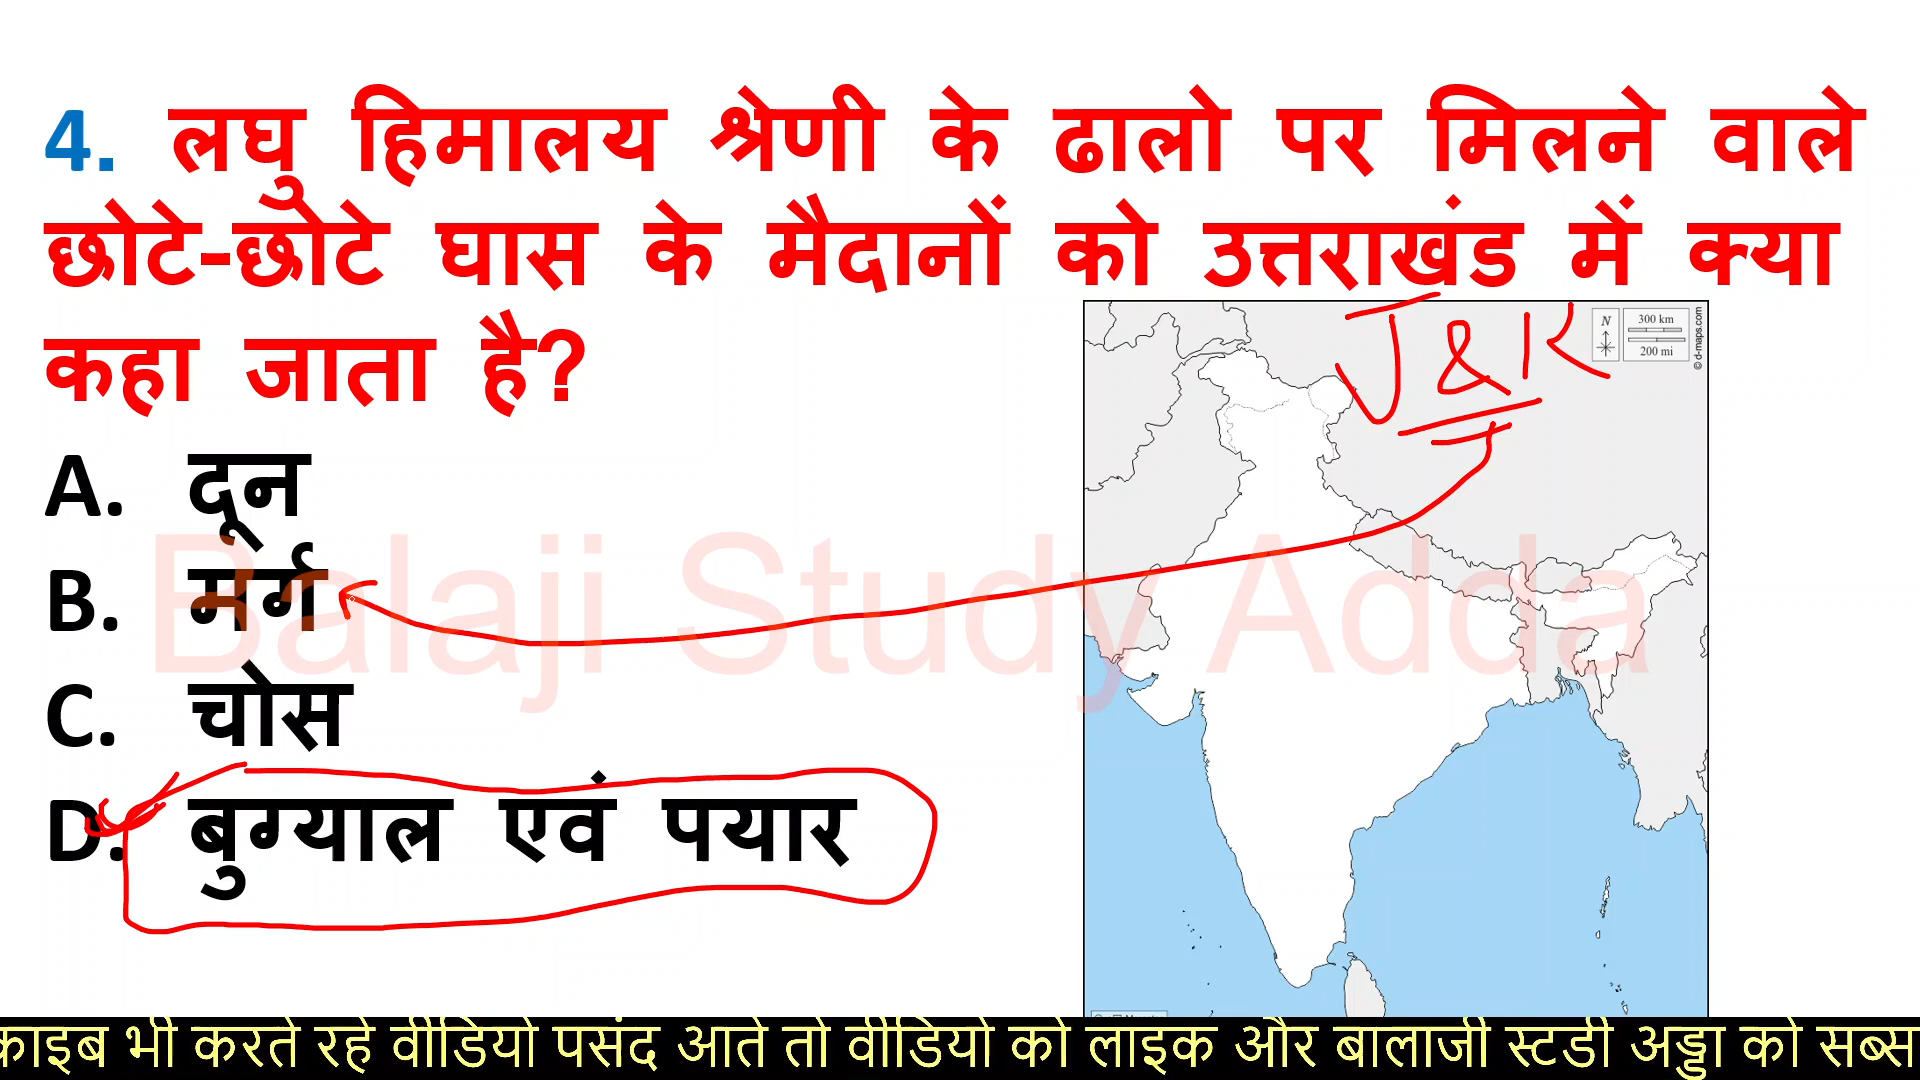 4. लघु हिमालय श्रेणी के ढालो पर मिलने वाले
छोटे-छोटे घास के मैदानों को उत्तराखंड में क्या
कहा जाता है?
J & K
N
300 km
200 mi
© d-maps.com
A. दून
B. मर्ग
C. चोस
D. बुग्याल एवं पयार
Balaji Study Adda
काइब भी करते रहे वीडियो पसंद आते तो वीडियो को लाइक और बालाजी स्टडी अड्डा को सब्स